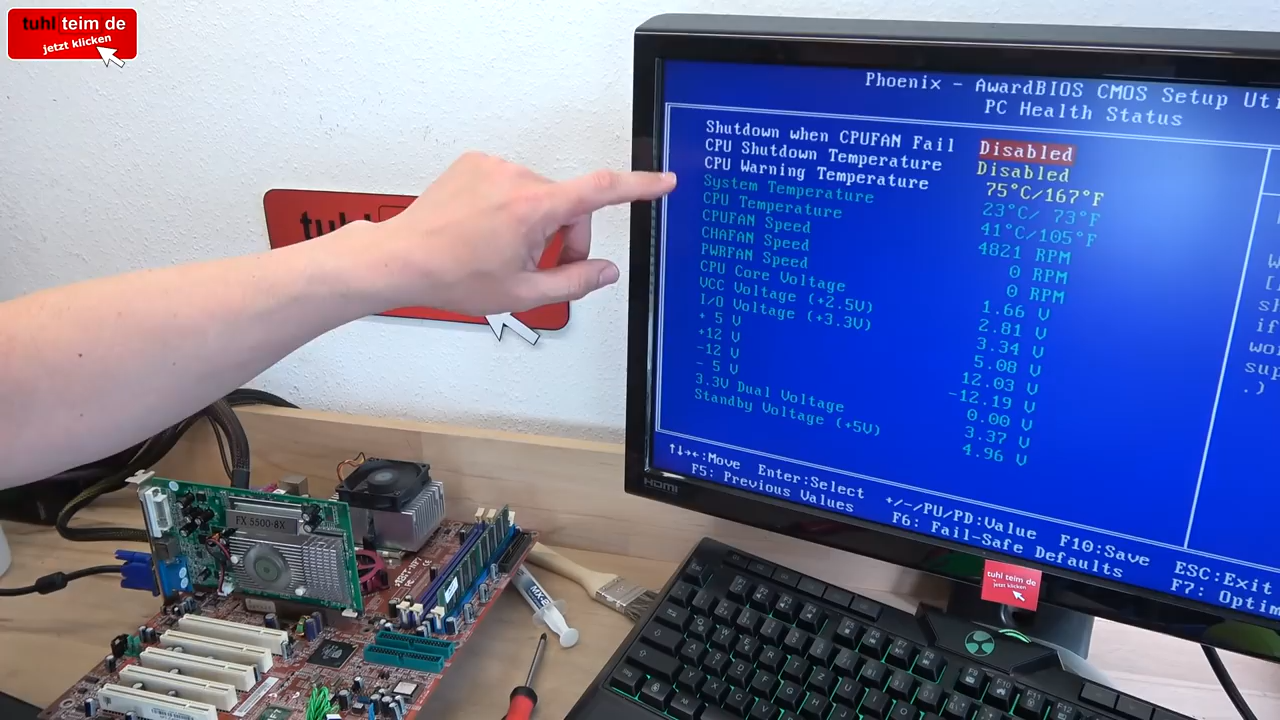 tuhl teim de
jetzt klicken
tuhl
Phoenix - AwardBIOS CMOS Setup Uti
PC Health Status
Shutdown when CPUFAN Fail Disabled
CPU Shutdown Temperature Disabled
CPU Warning Temperature 75°C/167°F
System Temperature 23°C/ 73°F
CPU Temperature 41°C/105°F
CPUFAN Speed 4821 RPM
CHAFAN Speed 0 RPM
PWRFAN Speed 0 RPM
CPU Core Voltage 1.66 V
VCC Voltage (+2.5V) 2.81 V
I/O Voltage (+3.3V) 3.34 V
+ 5 V 5.08 V
+12 V 12.03 V
-12 V -12.19 V
- 5 V 0.00 V
3.3V Dual Voltage 3.37 V
Standby Voltage (+5V) 4.96 V
↑↓→←:Move Enter:Select +/-/PU/PD:Value F10:Save ESC:Exit
F5: Previous Values F6: Fail-Safe Defaults F7: Optim
HDMI
FX 5500-8X
tuhl teim de
jetzt klicken